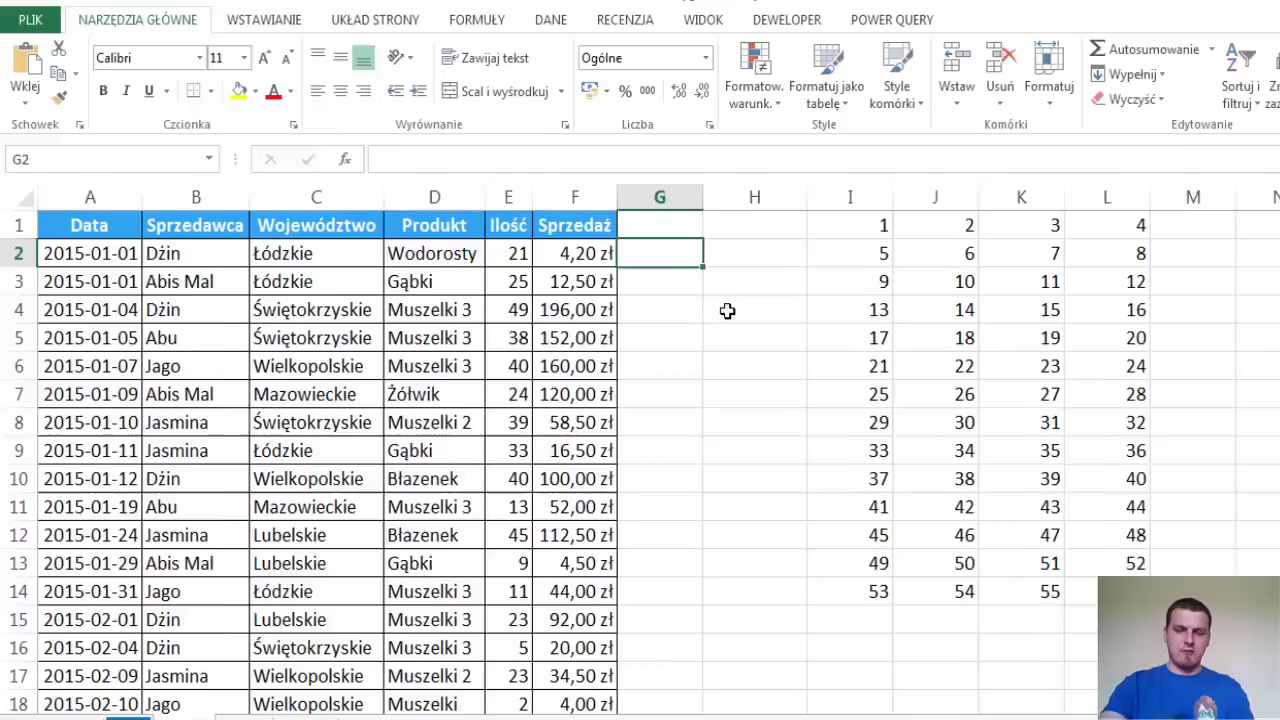 PLIK NARZĘDZIA GŁÓWNE WSTAWIANIE UKŁAD STRONY FORMUŁY DANE RECENZJA WIDOK DEWELOPER POWER QUERY
Calibri 11 Zawijaj tekst Ogólne Autosumowanie
Wklej B I U Scal i wyśrodkuj % 000 Formatow. warunk. Formatuj jako tabelę Style komórki Wstaw Usuń Formatuj Wypełnij Wyczyść Sortuj i filtruj
Schowek Czcionka Wyrównanie Liczba Style Komórki Edytowanie
G2 fx
A B C D E F G H I J K L M N
1 Data Sprzedawca Województwo Produkt Ilość Sprzedaż 1 2 3 4
2 2015-01-01 Dżin Łódzkie Wodorosty 21 4,20 zł 5 6 7 8
3 2015-01-01 Abis Mal Łódzkie Gąbki 25 12,50 zł 9 10 11 12
4 2015-01-04 Dżin Świętokrzyskie Muszelki 3 49 196,00 zł 13 14 15 16
5 2015-01-05 Abu Świętokrzyskie Muszelki 3 38 152,00 zł 17 18 19 20
6 2015-01-07 Jago Wielkopolskie Muszelki 3 40 160,00 zł 21 22 23 24
7 2015-01-09 Abis Mal Mazowieckie Żółwik 24 120,00 zł 25 26 27 28
8 2015-01-10 Jasmina Świętokrzyskie Muszelki 2 39 58,50 zł 29 30 31 32
9 2015-01-11 Jasmina Łódzkie Gąbki 33 16,50 zł 33 34 35 36
10 2015-01-12 Dżin Wielkopolskie Błazenek 40 100,00 zł 37 38 39 40
11 2015-01-19 Abu Mazowieckie Muszelki 3 13 52,00 zł 41 42 43 44
12 2015-01-24 Jasmina Lubelskie Błazenek 45 112,50 zł 45 46 47 48
13 2015-01-29 Abis Mal Lubelskie Gąbki 9 4,50 zł 49 50 51 52
14 2015-01-31 Jago Łódzkie Muszelki 3 11 44,00 zł 53 54 55
15 2015-02-01 Dżin Lubelskie Muszelki 3 23 92,00 zł
16 2015-02-04 Dżin Świętokrzyskie Muszelki 3 5 20,00 zł
17 2015-02-09 Jasmina Wielkopolskie Muszelki 2 23 34,50 zł
18 2015-02-10 Jago Wielkopolskie Muszelki 2 4,00 zł